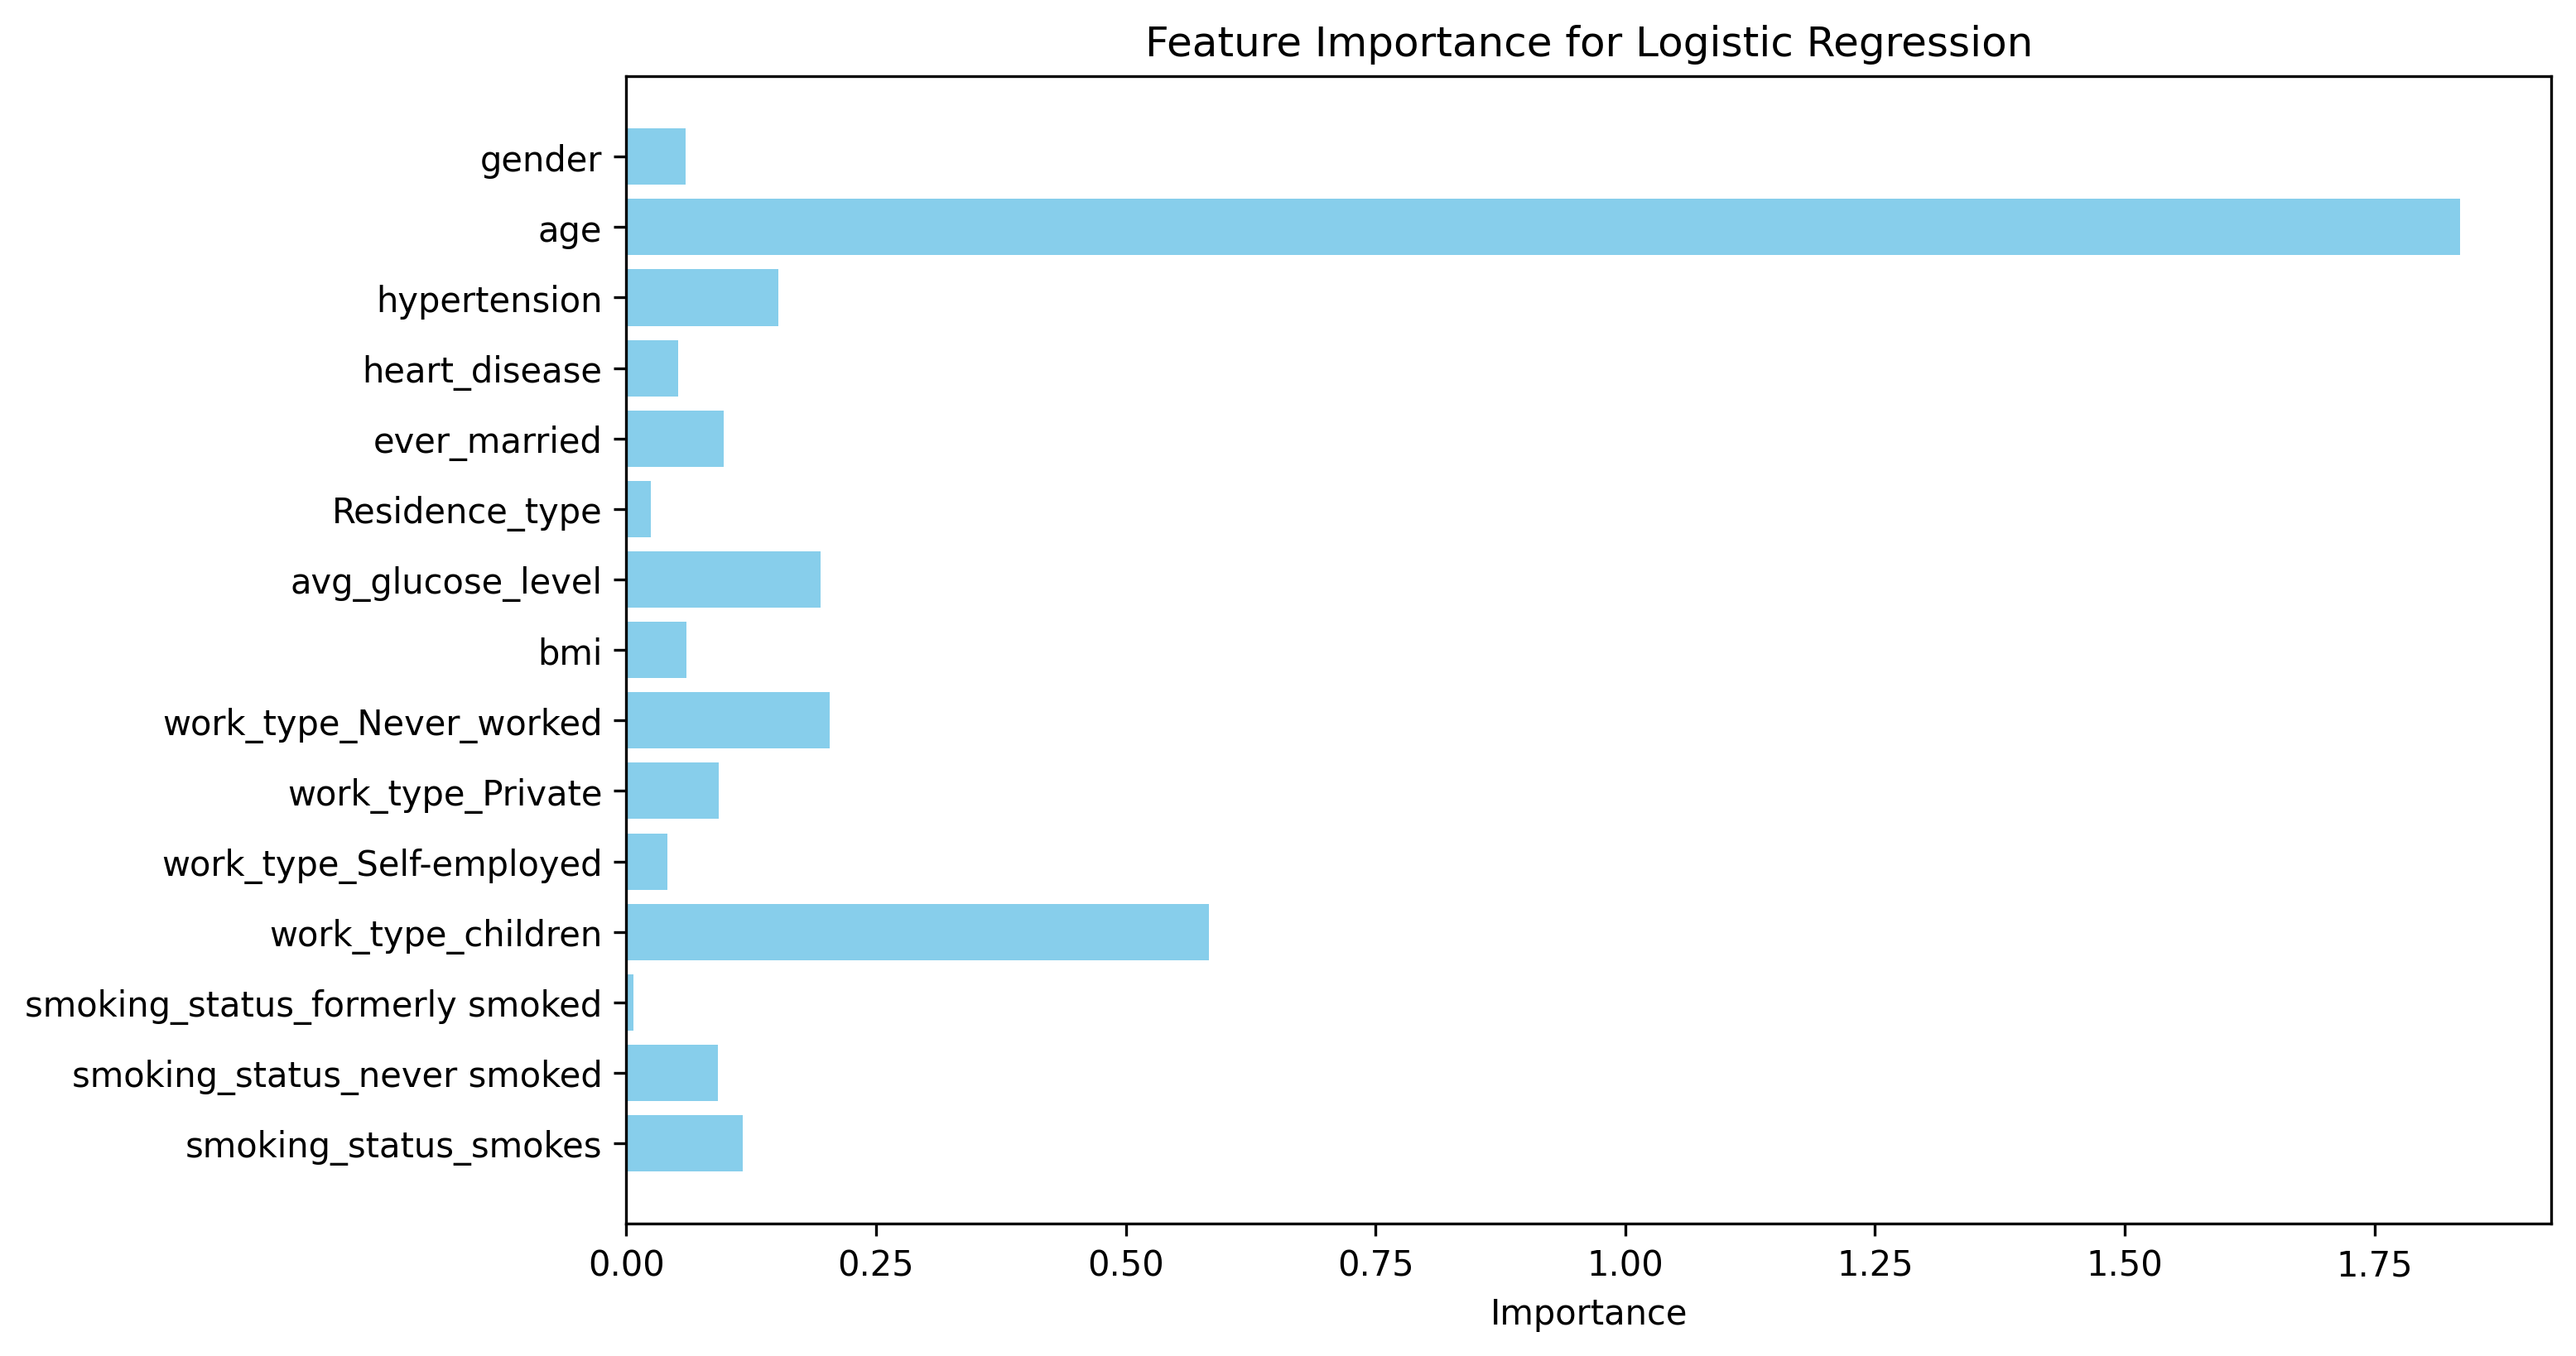 Feature Importance for Logistic Regression
gender
age
hypertension
heart_disease
ever_married
Residence_type
avg_glucose_level
bmi
work_type_Never_worked
work_type_Private
work_type_Self-employed
work_type_children
smoking_status_formerly smoked
smoking_status_never smoked
smoking_status_smokes
0.00 0.25 0.50 0.75 1.00 1.25 1.50 1.75
Importance